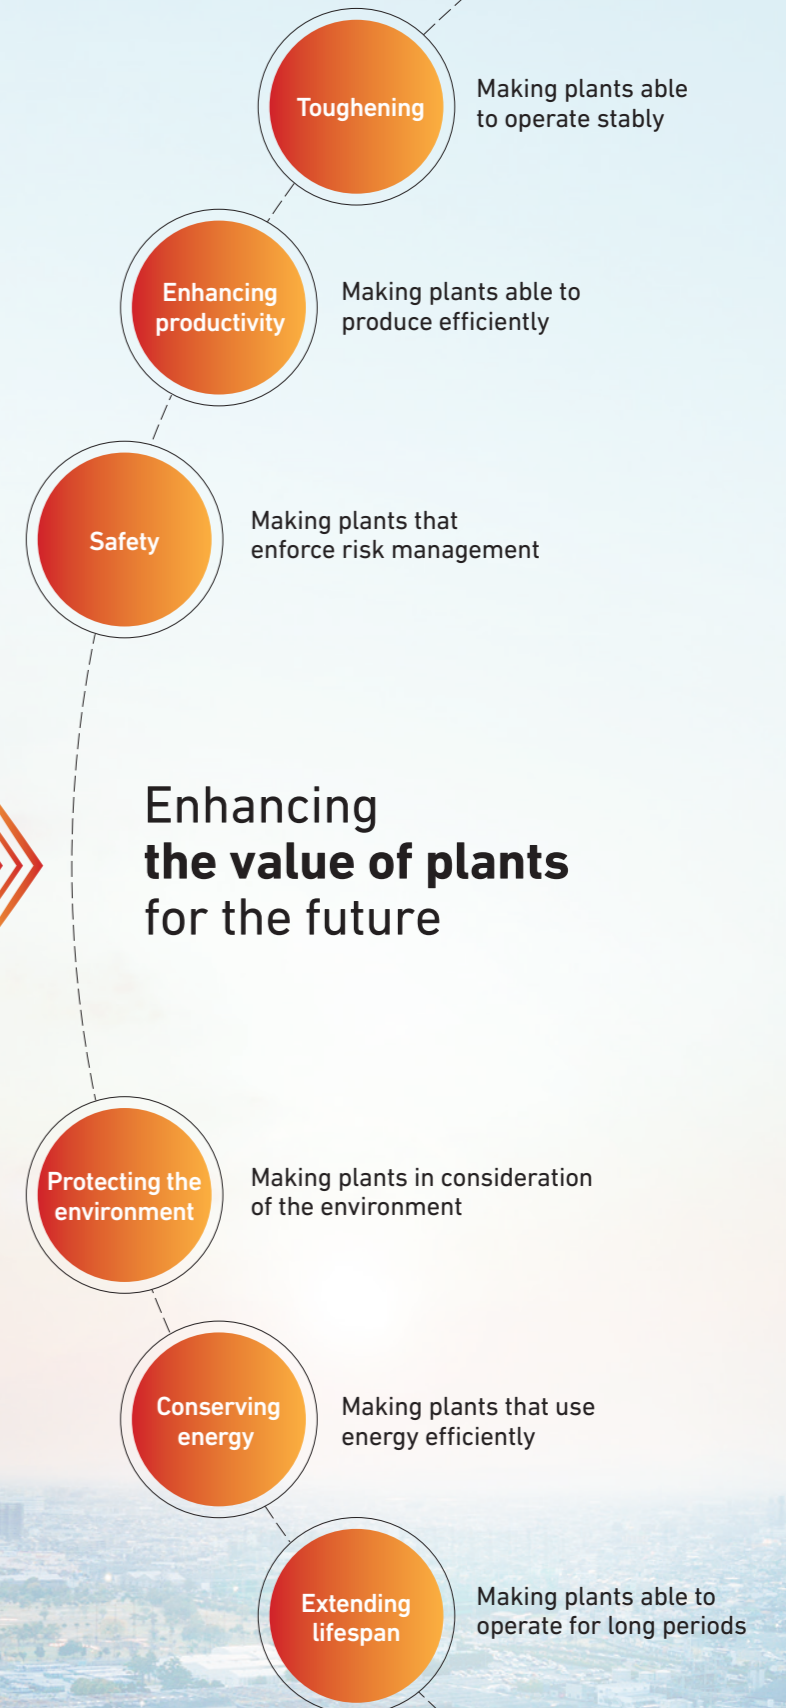 Toughening
Making plants able
to operate stably
Enhancing
productivity
Making plants able to
produce efficiently
Safety
Making plants that
enforce risk management
Enhancing
the value of plants
for the future
Protecting the
environment
Making plants in consideration
of the environment
Conserving
energy
Making plants that use
energy efficiently
Extending
lifespan
Making plants able to
operate for long periods